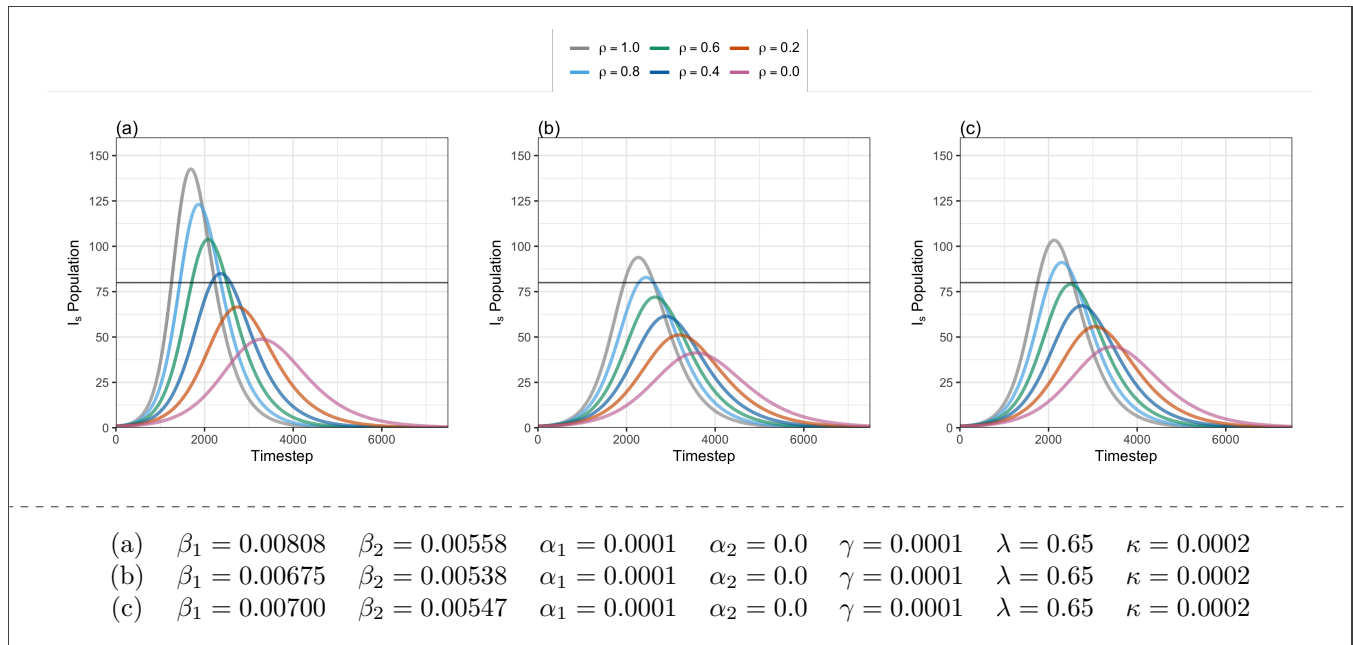 ρ = 1.0 ρ = 0.6 ρ = 0.2
ρ = 0.8 ρ = 0.4 ρ = 0.0
(a)
150
125
100
75
50
25
0
0 2000 4000 6000
Timestep
I_s Population
(b)
150
125
100
75
50
25
0
0 2000 4000 6000
Timestep
I_s Population
(c)
150
125
100
75
50
25
0
0 2000 4000 6000
Timestep
I_s Population
(a) β₁ = 0.00808 β₂ = 0.00558 α₁ = 0.0001 α₂ = 0.0 γ = 0.0001 λ = 0.65 κ = 0.0002
(b) β₁ = 0.00675 β₂ = 0.00538 α₁ = 0.0001 α₂ = 0.0 γ = 0.0001 λ = 0.65 κ = 0.0002
(c) β₁ = 0.00700 β₂ = 0.00547 α₁ = 0.0001 α₂ = 0.0 γ = 0.0001 λ = 0.65 κ = 0.0002